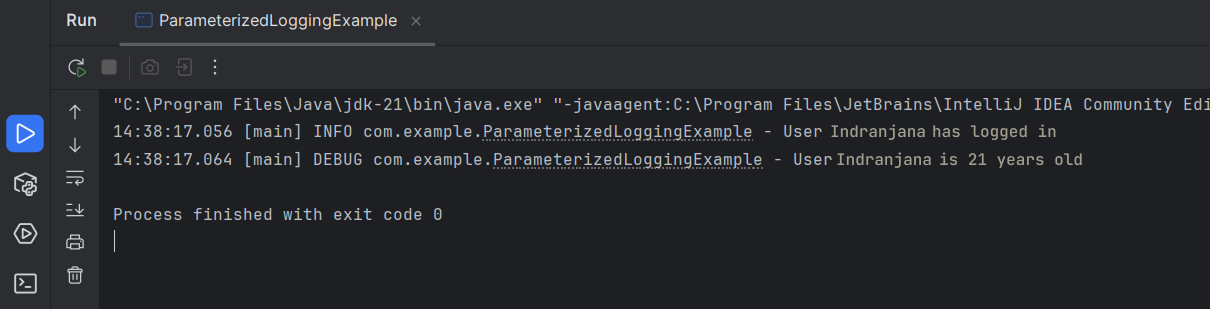 Run ParameterizedLoggingExample
"C:\Program Files\Java\jdk-21\bin\java.exe" "-javaagent:C:\Program Files\JetBrains\IntelliJ IDEA Community Edi
14:38:17.056 [main] INFO com.example.ParameterizedLoggingExample - User Indranjana has logged in
14:38:17.064 [main] DEBUG com.example.ParameterizedLoggingExample - User Indranjana is 21 years old
Process finished with exit code 0